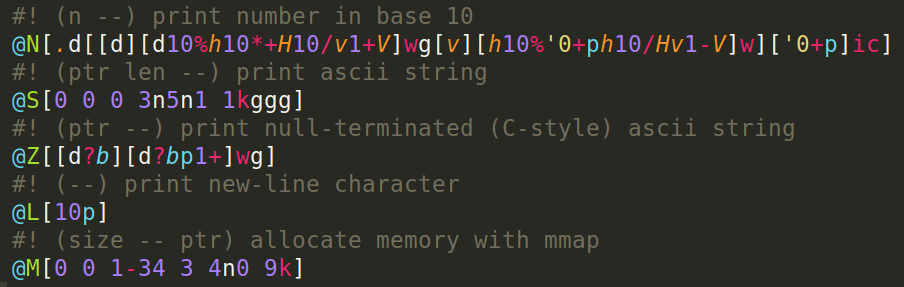 #! (n --) print number in base 10
@N[.d[[d][d10%h10*+H10/v1+V]wg[v][h10%'0+ph10/Hv1-V]w]['0+p]ic]
#! (ptr len --) print ascii string
@S[0 0 0 3n5n1 1kggg]
#! (ptr --) print null-terminated (C-style) ascii string
@Z[[d?b][d?bp1+]wg]
#! (--) print new-line character
@L[10p]
#! (size -- ptr) allocate memory with mmap
@M[0 0 1-34 3 4n0 9k]